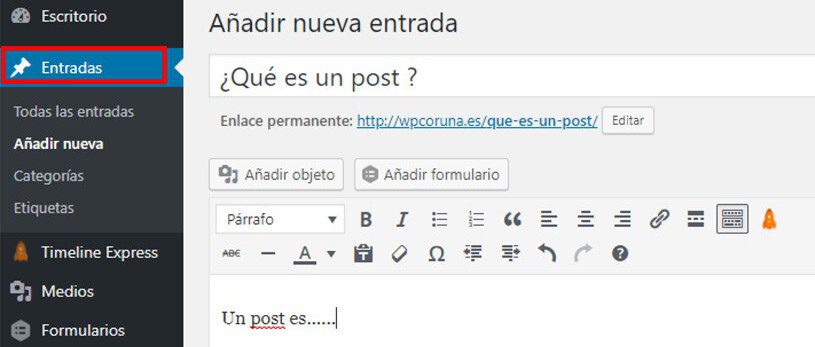 Escritorio
Entradas
Todas las entradas
Añadir nueva
Categorías
Etiquetas
Timeline Express
Medios
Formularios
Añadir nueva entrada
¿Qué es un post ?
Enlace permanente: http://wpcoruna.es/que-es-un-post/ Editar
Añadir objeto Añadir formulario
Párrafo B I
ABC A Ω
Un post es......